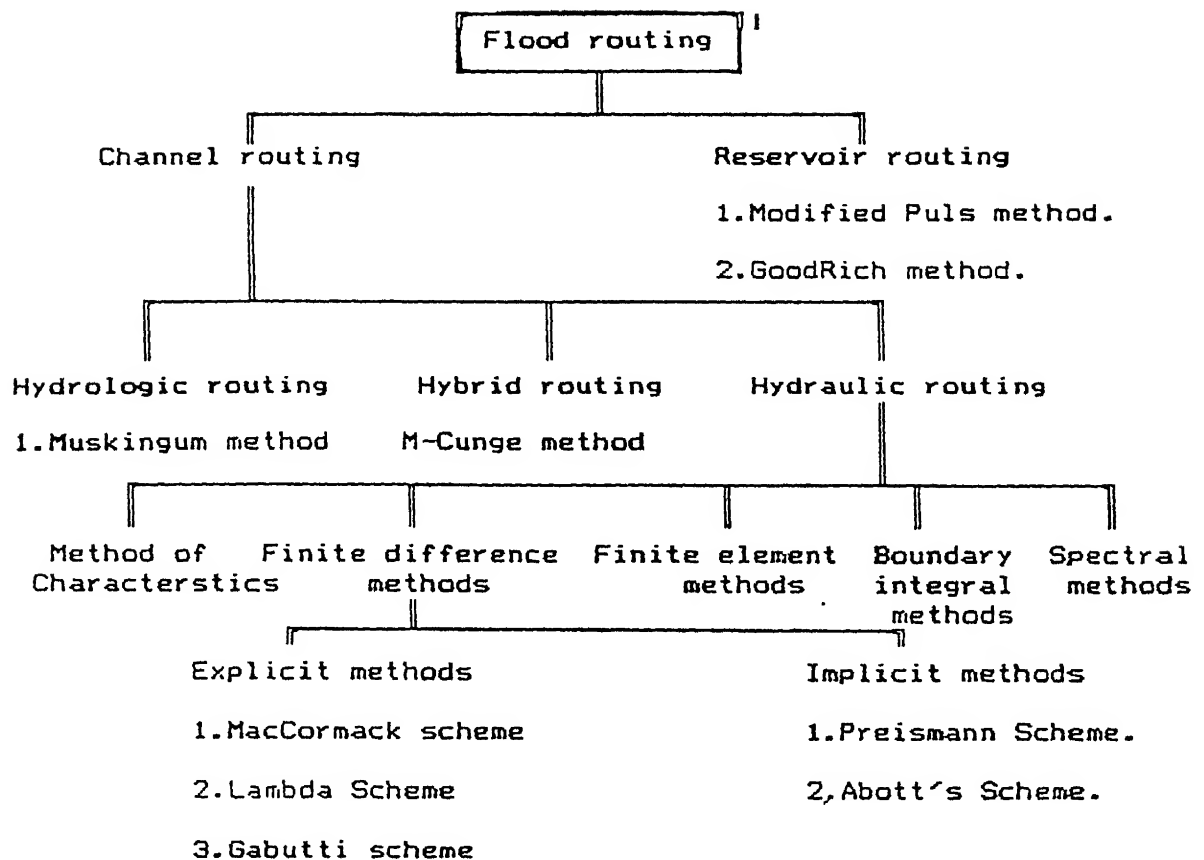 Flood routing
Channel routing
Reservoir routing
1.Modified Puls method.
2.GoodRich method.
Hydrologic routing
1.Muskingum method
Hybrid routing
M-Cunge method
Hydraulic routing
Method of
Characterstics
Finite difference
methods
Finite element
methods
Boundary
integral
methods
Spectral
methods
Explicit methods
1.MacCormack scheme
2.Lambda Scheme
3.Gabutti scheme
Implicit methods
1.Preismann Scheme.
2,Abott's Scheme.